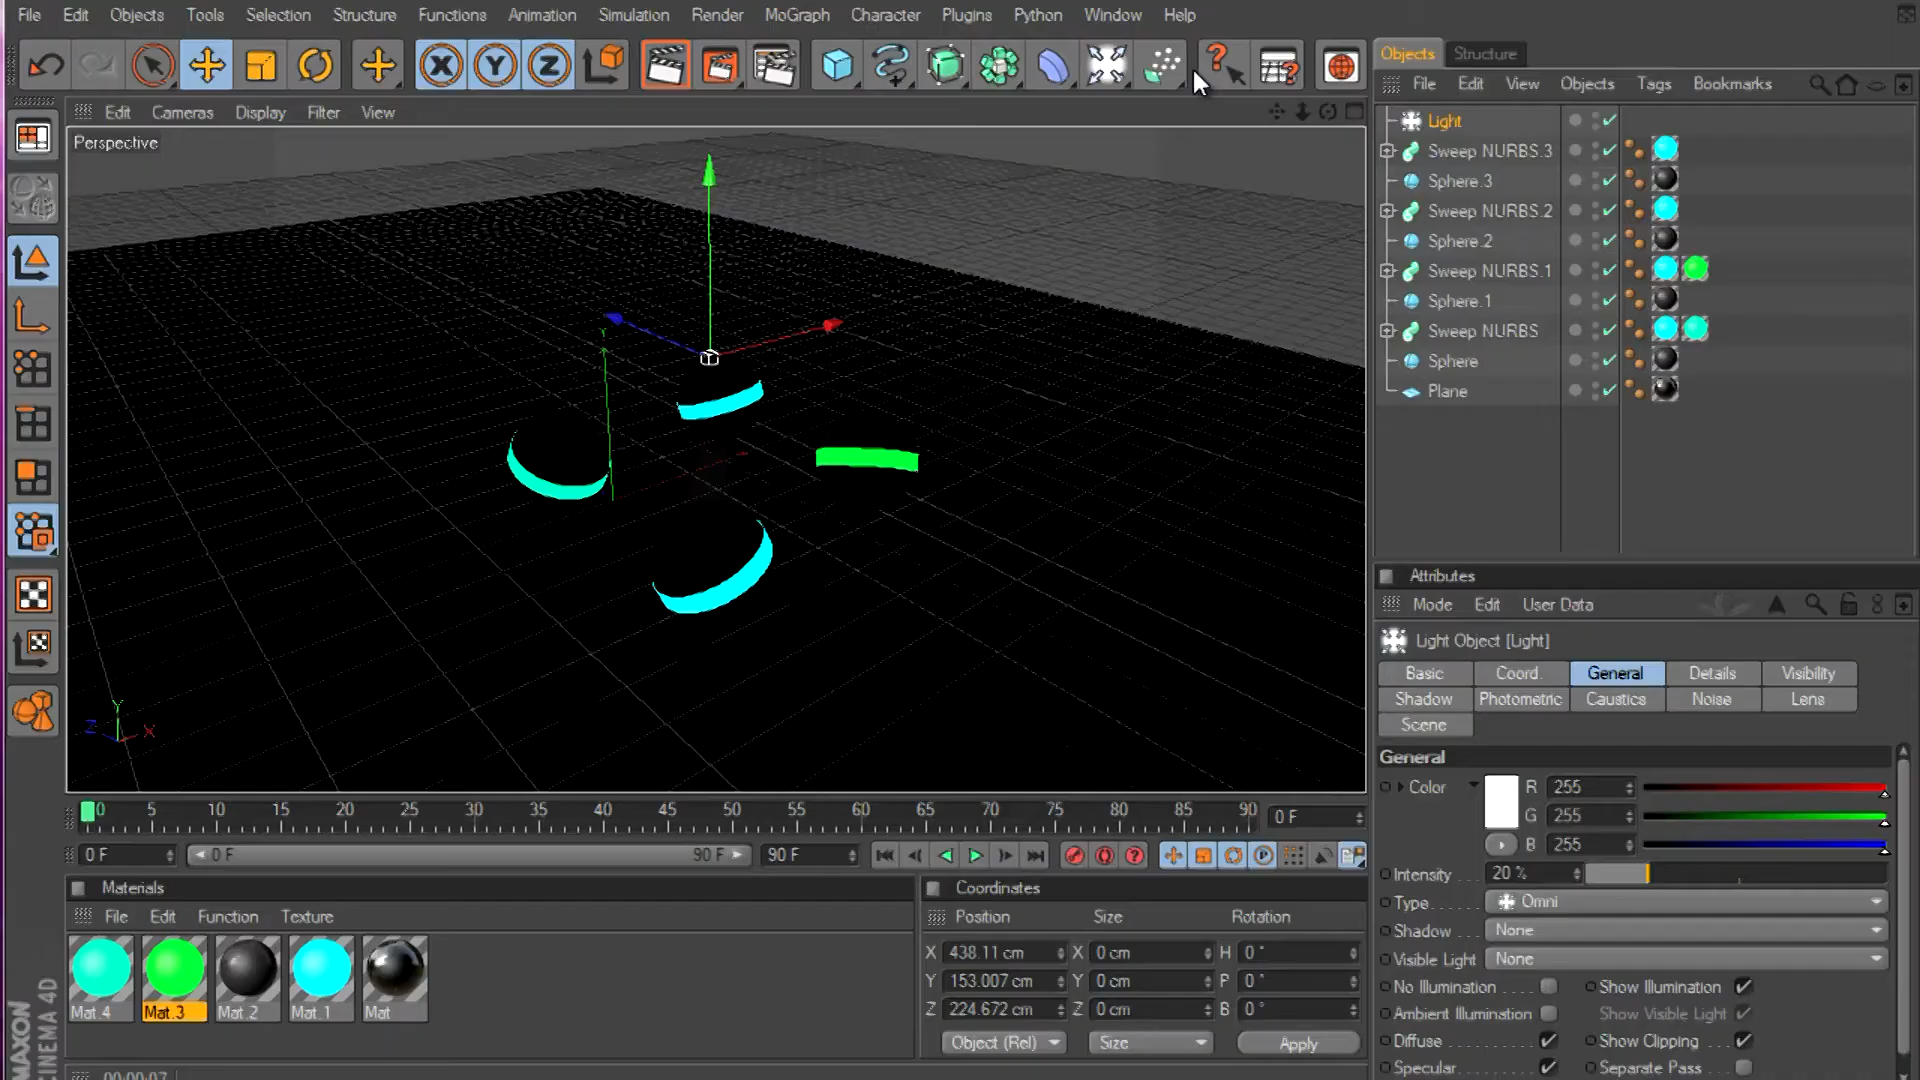 File Edit Objects Tools Selection Structure Functions Animation Simulation Render MoGraph Character Plugins Python Window Help
X Y Z
Objects Structure
File Edit View Objects Tags Bookmarks
Edit Cameras Display Filter View
Perspective
Light
Sweep NURBS.3
Sphere.3
Sweep NURBS.2
Sphere.2
Sweep NURBS.1
Sphere.1
Sweep NURBS
Sphere
Plane
Y
Z X
Attributes
Mode Edit User Data
Light Object [Light]
Basic Coord. General Details Visibility
Shadow Photometric Caustics Noise Lens
Scene
General
Color R 255
G 255
B 255
Intensity 20 %
Type Omni
Shadow None
Visible Light None
No Illumination Show Illumination
Ambient Illumination Show Visible Light
Diffuse Show Clipping
Specular Separate Pass
0 5 10 15 20 25 30 35 40 45 50 55 60 65 70 75 80 85 90 0 F
0 F 0 F 90 F 90 F
Materials
File Edit Function Texture
Mat.4 Mat.3 Mat.2 Mat.1 Mat
Coordinates
Position Size Rotation
X 438.11 cm X 0 cm H 0 °
Y 153.007 cm Y 0 cm P 0 °
Z 224.672 cm Z 0 cm B 0 °
Object (Rel) Size Apply
MAXON
CINEMA 4D
00:00:07